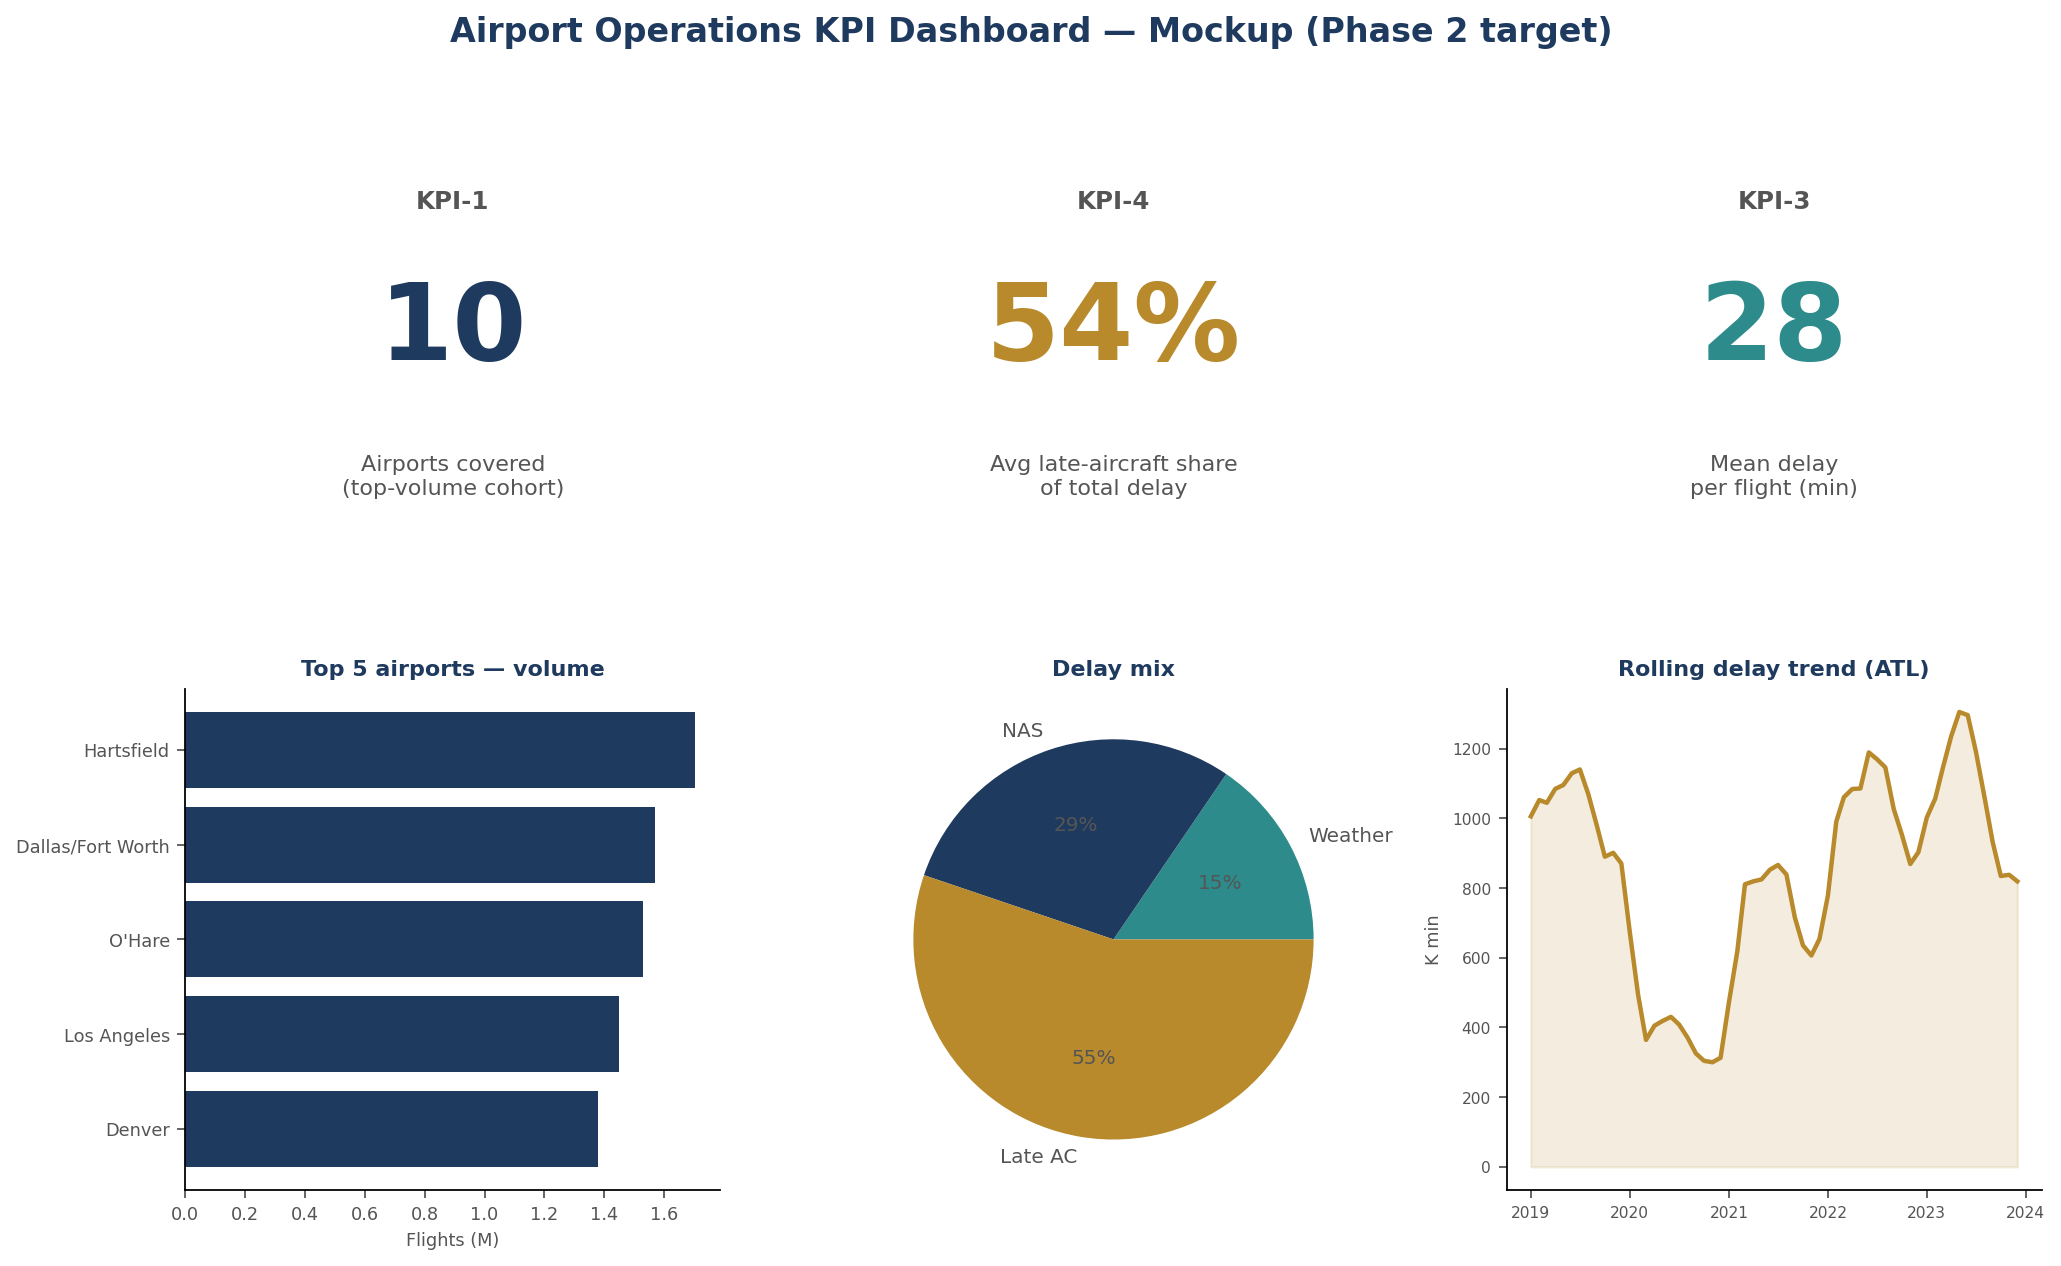 Airport Operations KPI Dashboard — Mockup (Phase 2 target)
KPI-1
10
Airports covered
(top-volume cohort)
KPI-4
54%
Avg late-aircraft share
of total delay
KPI-3
28
Mean delay
per flight (min)
Top 5 airports — volume
Hartsfield
Dallas/Fort Worth
O'Hare
Los Angeles
Denver
0.0 0.2 0.4 0.6 0.8 1.0 1.2 1.4 1.6
Flights (M)
Delay mix
NAS
29%
Weather
15%
55%
Late AC
Rolling delay trend (ATL)
K min
1200
1000
800
600
400
200
0
2019 2020 2021 2022 2023 2024